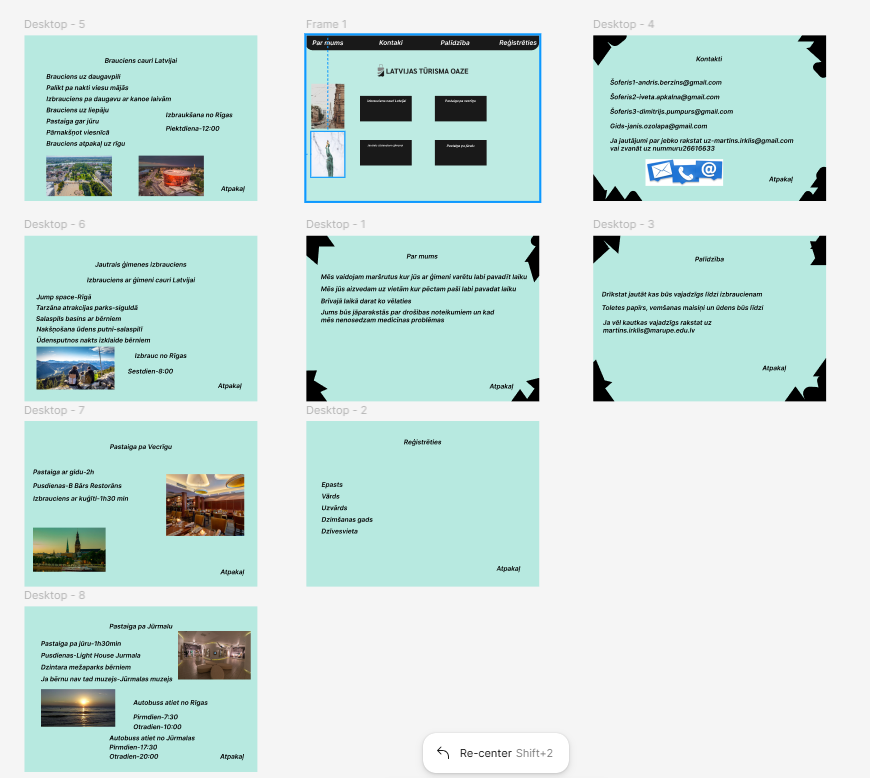 Desktop - 5
Brauciens cauri Latvijai
Brauciens uz daugavpili
Palikt pa nakti viesu mājās
Izbrauciens pa daugavu ar kanoe laivām
Brauciens uz liepāju
Pastaiga gar jūru
Pārnakšņot viesnīcā
Brauciens atpakaļ uz rīgu
Izbraukšana no Rīgas
Piektdiena-12:00
Atpakaļ
Frame 1
Par mums
Kontaki
Palīdzība
Reģistrēties
LATVIJAS TŪRISMA OAZE
Desktop - 4
Kontakti
Šoferis1-andris.berzins@gmail.com
Šoferis2-iveta.apkalna@gmail.com
Šoferis3-dimitrijs.pumpurs@gmail.com
Gids-janis.ozolapa@gmail.com
Ja jautājumi par jebko rakstat uz-martins.irklis@gmail.com
vai zvanāt uz nummuru26616633
@
Atpakaļ
Desktop - 6
Jautrais ģimenes izbrauciens
Izbrauciens ar ģimeni cauri Latvijai
Jump space-Rīgā
Tarzāna atrakcijas parks-siguldā
Salaspils basins ar bērniem
Nakšņošana ūdens putni-salaspilī
Ūdensputnos nakts izklaide bērniem
Izbrauc no Rīgas
Sestdien-8:00
Atpakaļ
Desktop - 1
Par mums
Mēs vaidojam maršrutus kur jūs ar ģimeni varētu labi pavadīt laiku
Mēs jūs aizvedam uz vietām kur pēctam paši labi pavadat laiku
Brīvajā laikā darat ko vēlaties
Jums būs jāparakstās par drošības noteikumiem un kad
mēs nenosedzam medicīnas problēmas
Atpakaļ
Desktop - 3
Palīdzība
Drīkstat jautāt kas būs vajadzīgs līdzi izbraucienam
Toletes papīrs, vemšanas maisiņi un ūdens būs līdzi
Ja vēl kautkas vajadzīgs rakstat uz
martins.irklis@marupe.edu.lv
Atpakaļ
Desktop - 7
Pastaiga pa Vecrīgu
Pastaiga ar gidu-2h
Pusdienas-B Bārs Restorāns
Izbrauciens ar kuģīti-1h30 min
Atpakaļ
Desktop - 2
Reģistrēties
Epasts
Vārds
Uzvārds
Dzimšanas gads
Dzīvesvieta
Atpakaļ
Desktop - 8
Pastaiga pa Jūrmalu
Pastaiga pa jūru-1h30min
Pusdienas-Light House Jurmala
Dzintara mežaparks bērniem
Ja bērnu nav tad muzejs-Jūrmalas muzejs
Autobuss atiet no Rīgas
Pirmdien-7:30
Otradien-10:00
Autobuss atiet no Jūrmalas
Pirmdien-17:30
Otradien-20:00
Atpakaļ
Re-center Shift+2